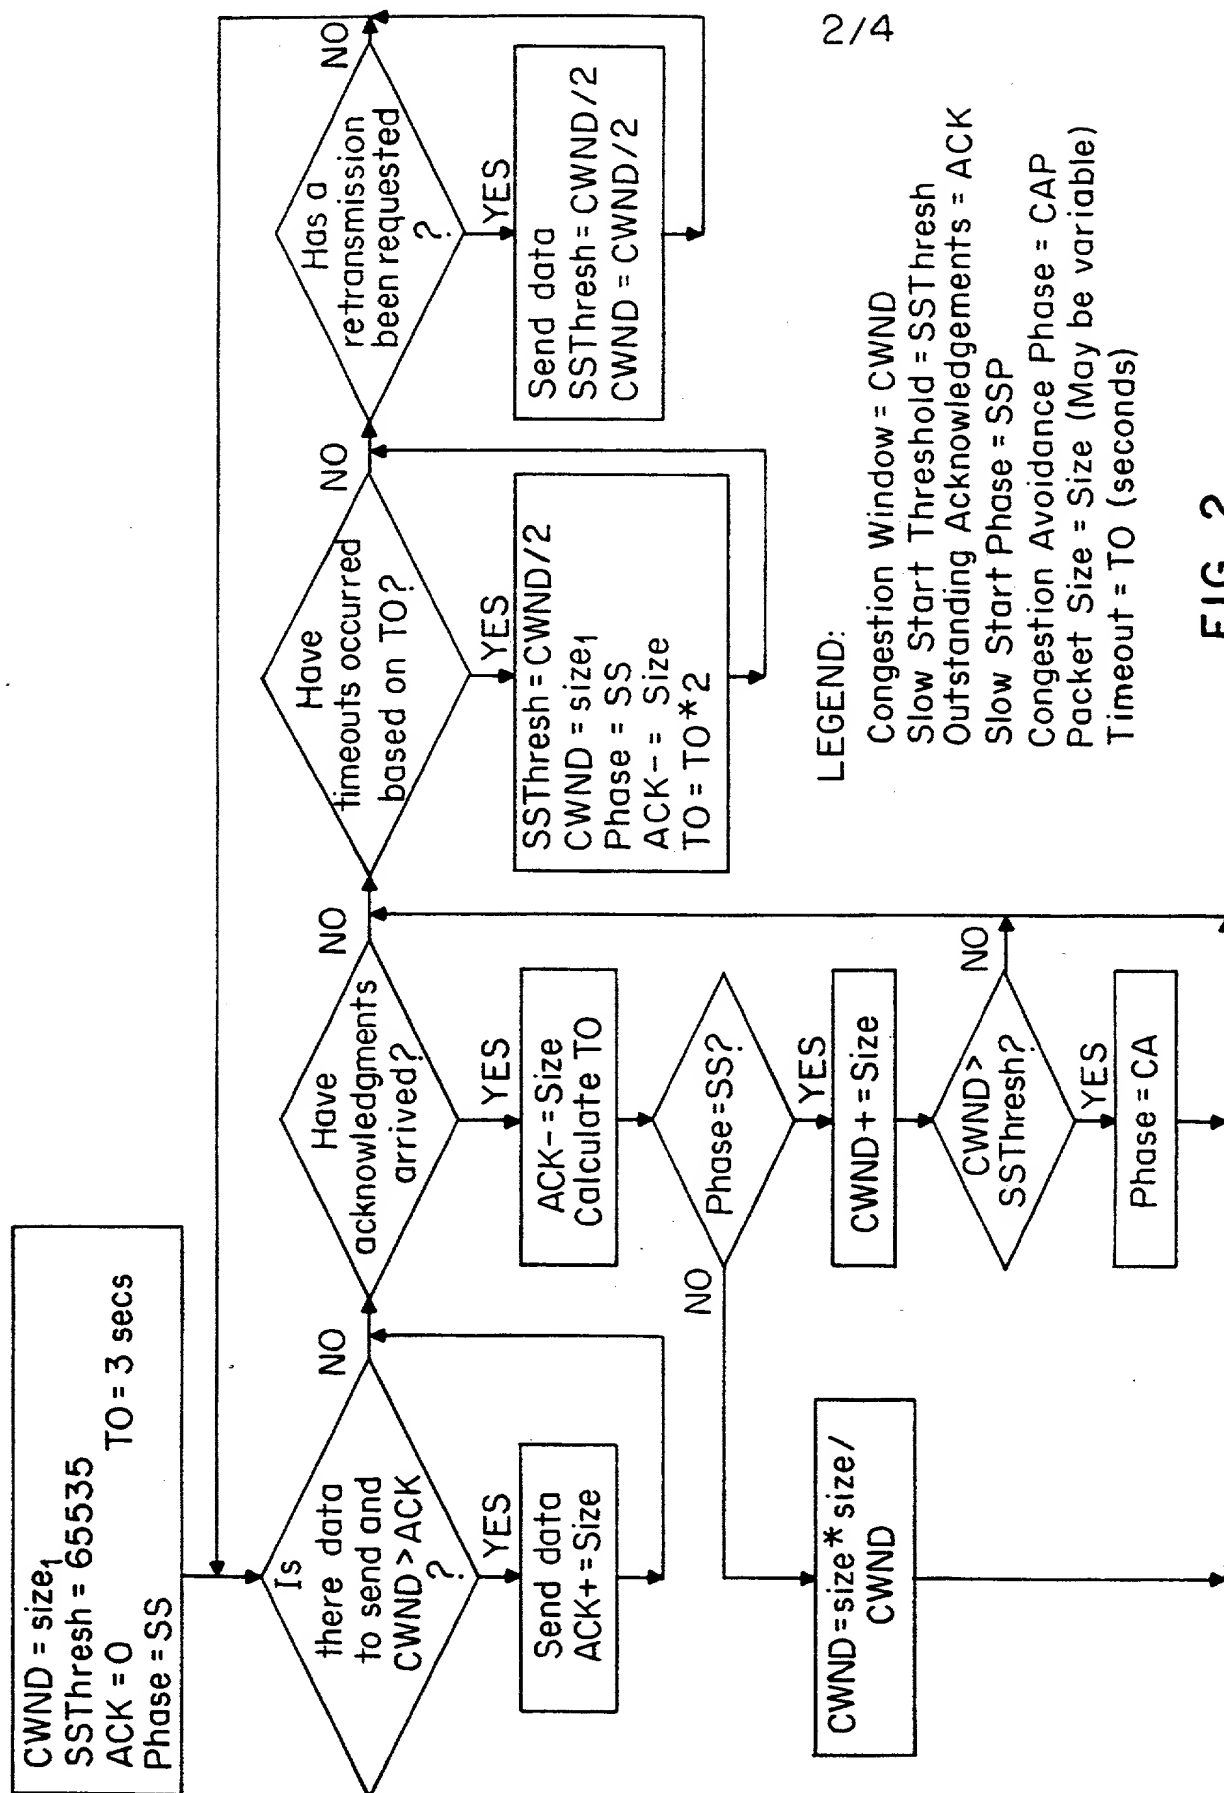 2/4
CWND = size1
SSThresh = 65535
ACK = 0
TO = 3 secs
Phase = SS
Is
there data
to send and
CWND > ACK
?
NO
YES
Send data
ACK+ = Size
Have
acknowledgments
arrived?
NO
YES
ACK- = Size
Calculate TO
Phase = SS?
NO
YES
CWND = size * size /
CWND
CWND + = Size
CWND >
SSThresh?
NO
YES
Phase = CA
Have
timeouts occurred
based on TO?
NO
YES
SSThresh = CWND/2
CWND = size1
Phase = SS
ACK- = Size
TO = TO * 2
Has a
retransmission
been requested
?
NO
YES
Send data
SSThresh = CWND/2
CWND = CWND/2
LEGEND:
Congestion Window = CWND
Slow Start Threshold = SSThresh
Outstanding Acknowledgements = ACK
Slow Start Phase = SSP
Congestion Avoidance Phase = CAP
Packet Size = Size (May be variable)
Timeout = TO (seconds)
FIG. 2